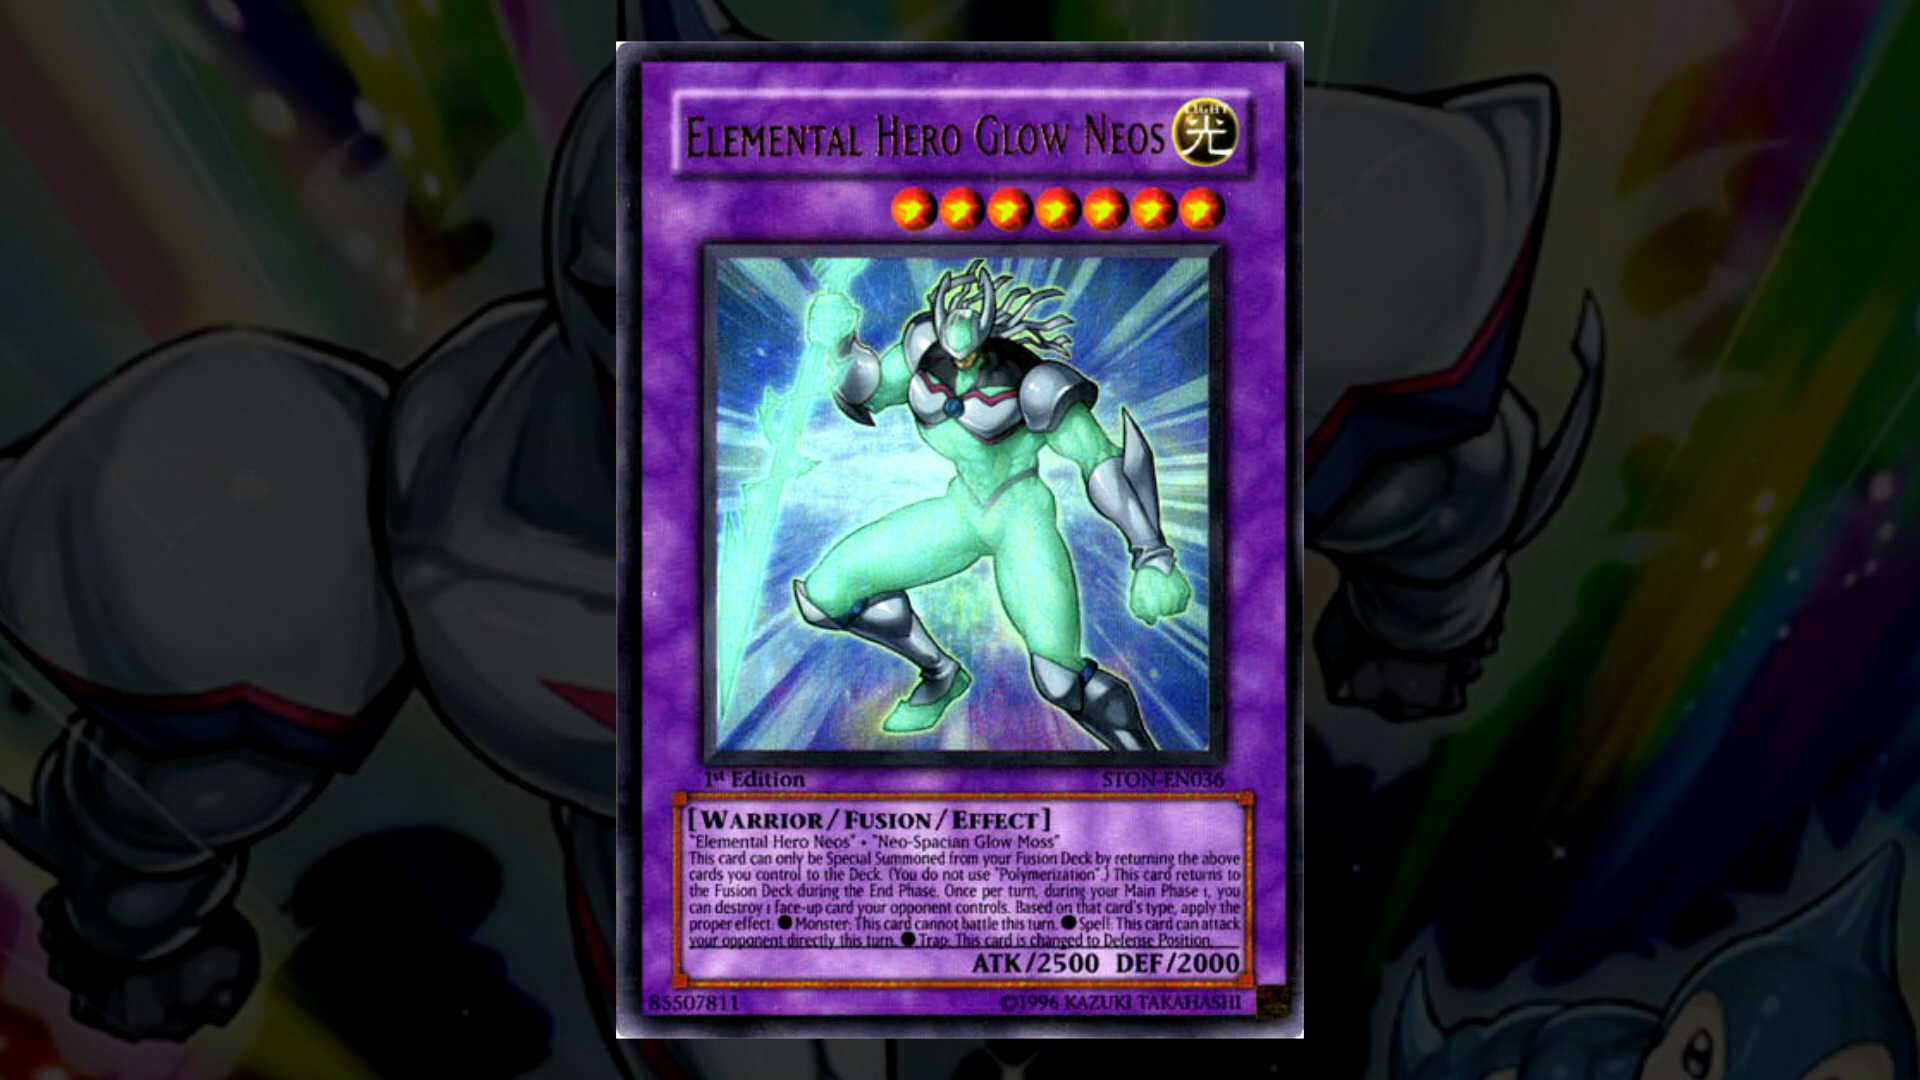 Elemental Hero Glow Neos
LIGHT
光
1st Edition
STON-EN036
[Warrior/Fusion/Effect]
"Elemental Hero Neos" • "Neo-Spacian Glow Moss"
This card can only be Special Summoned from your Fusion Deck by returning the above
cards you control to the Deck. (You do not use "Polymerization".) This card returns to
the Fusion Deck during the End Phase. Once per turn, during your Main Phase 1, you
can destroy 1 face-up card your opponent controls. Based on that card's type, apply the
proper effect. ●Monster: This card cannot battle this turn. ●Spell: This card can attack
your opponent directly this turn. ●Trap: This card is changed to Defense Position.
ATK/2500 DEF/2000
85507811
©1996 KAZUKI TAKAHASHI